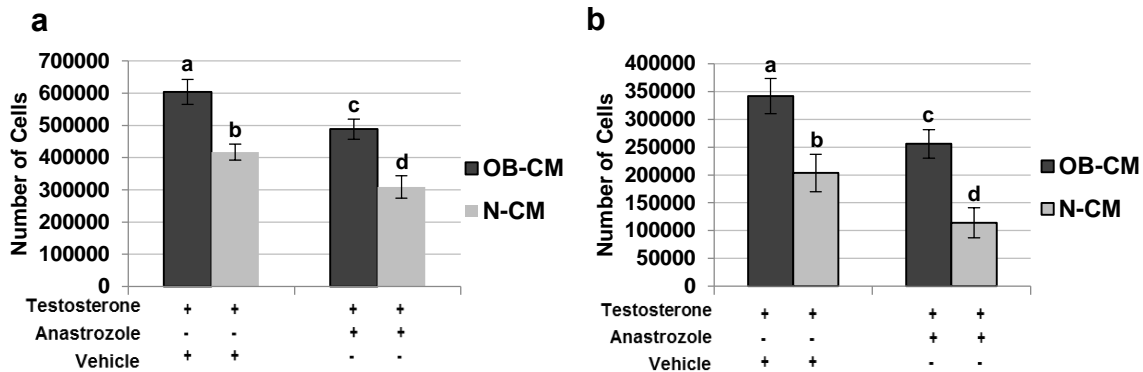 a
Number of Cells
700000
600000
500000
400000
300000
200000
100000
0
a
b
c
d
OB-CM
N-CM
Testosterone + + + +
Anastrozole - - + +
Vehicle + + - -
b
Number of Cells
400000
350000
300000
250000
200000
150000
100000
50000
0
a
b
c
d
OB-CM
N-CM
Testosterone + + + +
Anastrozole - - + +
Vehicle + + - -